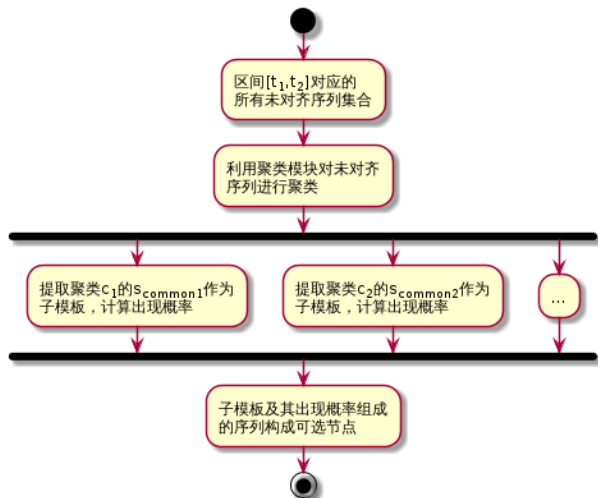 区间[t1,t2]对应的
所有未对齐序列集合
利用聚类模块对未对齐
序列进行聚类
提取聚类c1的scommon1作为
子模板，计算出现概率
提取聚类c2的scommon2作为
子模板，计算出现概率
...
子模板及其出现概率组成
的序列构成可选节点